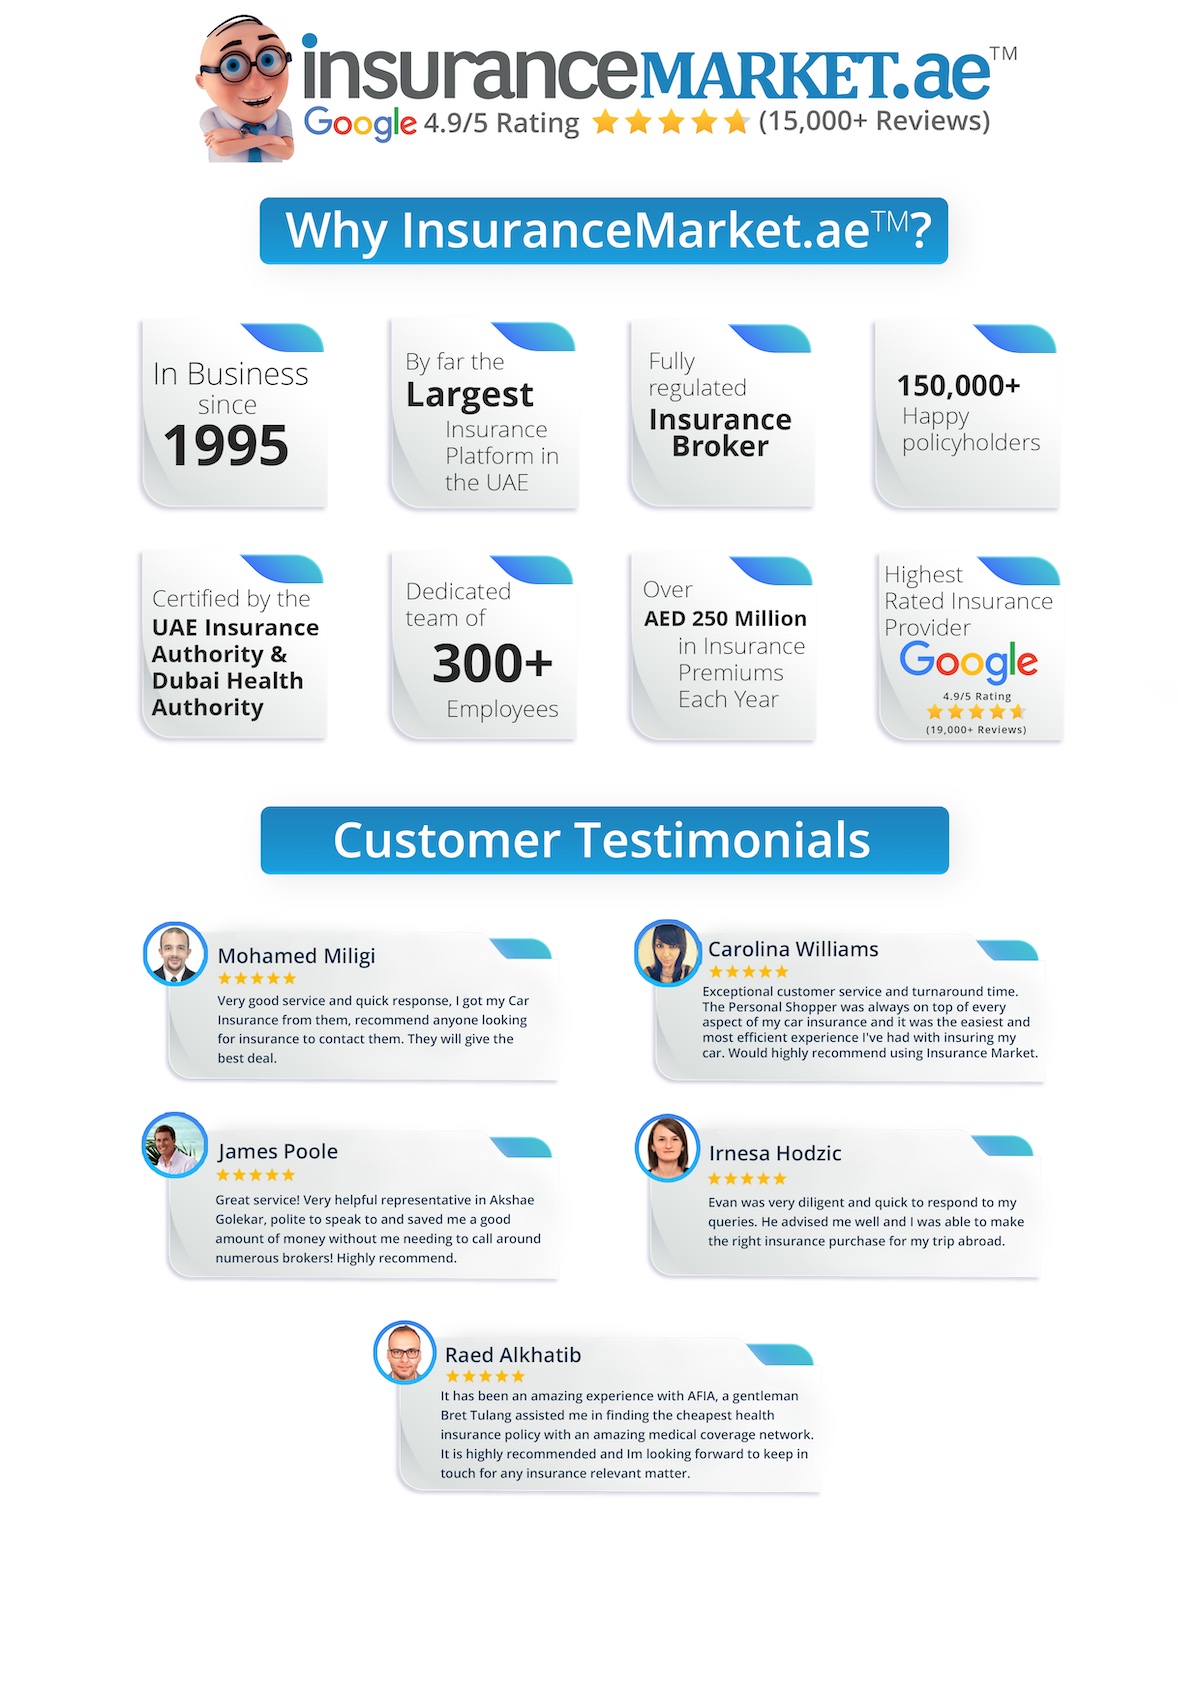 insuranceMARKET.ae™
Google 4.9/5 Rating (15,000+ Reviews)
Why InsuranceMarket.ae™?
In Business
since
1995
By far the
Largest
Insurance
Platform in
the UAE
Fully
regulated
Insurance
Broker
150,000+
Happy
policyholders
Certified by the
UAE Insurance
Authority &
Dubai Health
Authority
Dedicated
team of
300+
Employees
Over
AED 250 Million
in Insurance
Premiums
Each Year
Highest
Rated Insurance
Provider
Google
4.9/5 Rating
(19,000+ Reviews)
Customer Testimonials
Mohamed Miligi
Very good service and quick response, I got my Car
Insurance from them, recommend anyone looking
for insurance to contact them. They will give the
best deal.
Carolina Williams
Exceptional customer service and turnaround time.
The Personal Shopper was always on top of every
aspect of my car insurance and it was the easiest and
most efficient experience I've had with insuring my
car. Would highly recommend using Insurance Market.
James Poole
Great service! Very helpful representative in Akshae
Golekar, polite to speak to and saved me a good
amount of money without me needing to call around
numerous brokers! Highly recommend.
Irnesa Hodzic
Evan was very diligent and quick to respond to my
queries. He advised me well and I was able to make
the right insurance purchase for my trip abroad.
Raed Alkhatib
It has been an amazing experience with AFIA, a gentleman
Bret Tulang assisted me in finding the cheapest health
insurance policy with an amazing medical coverage network.
It is highly recommended and Im looking forward to keep in
touch for any insurance relevant matter.